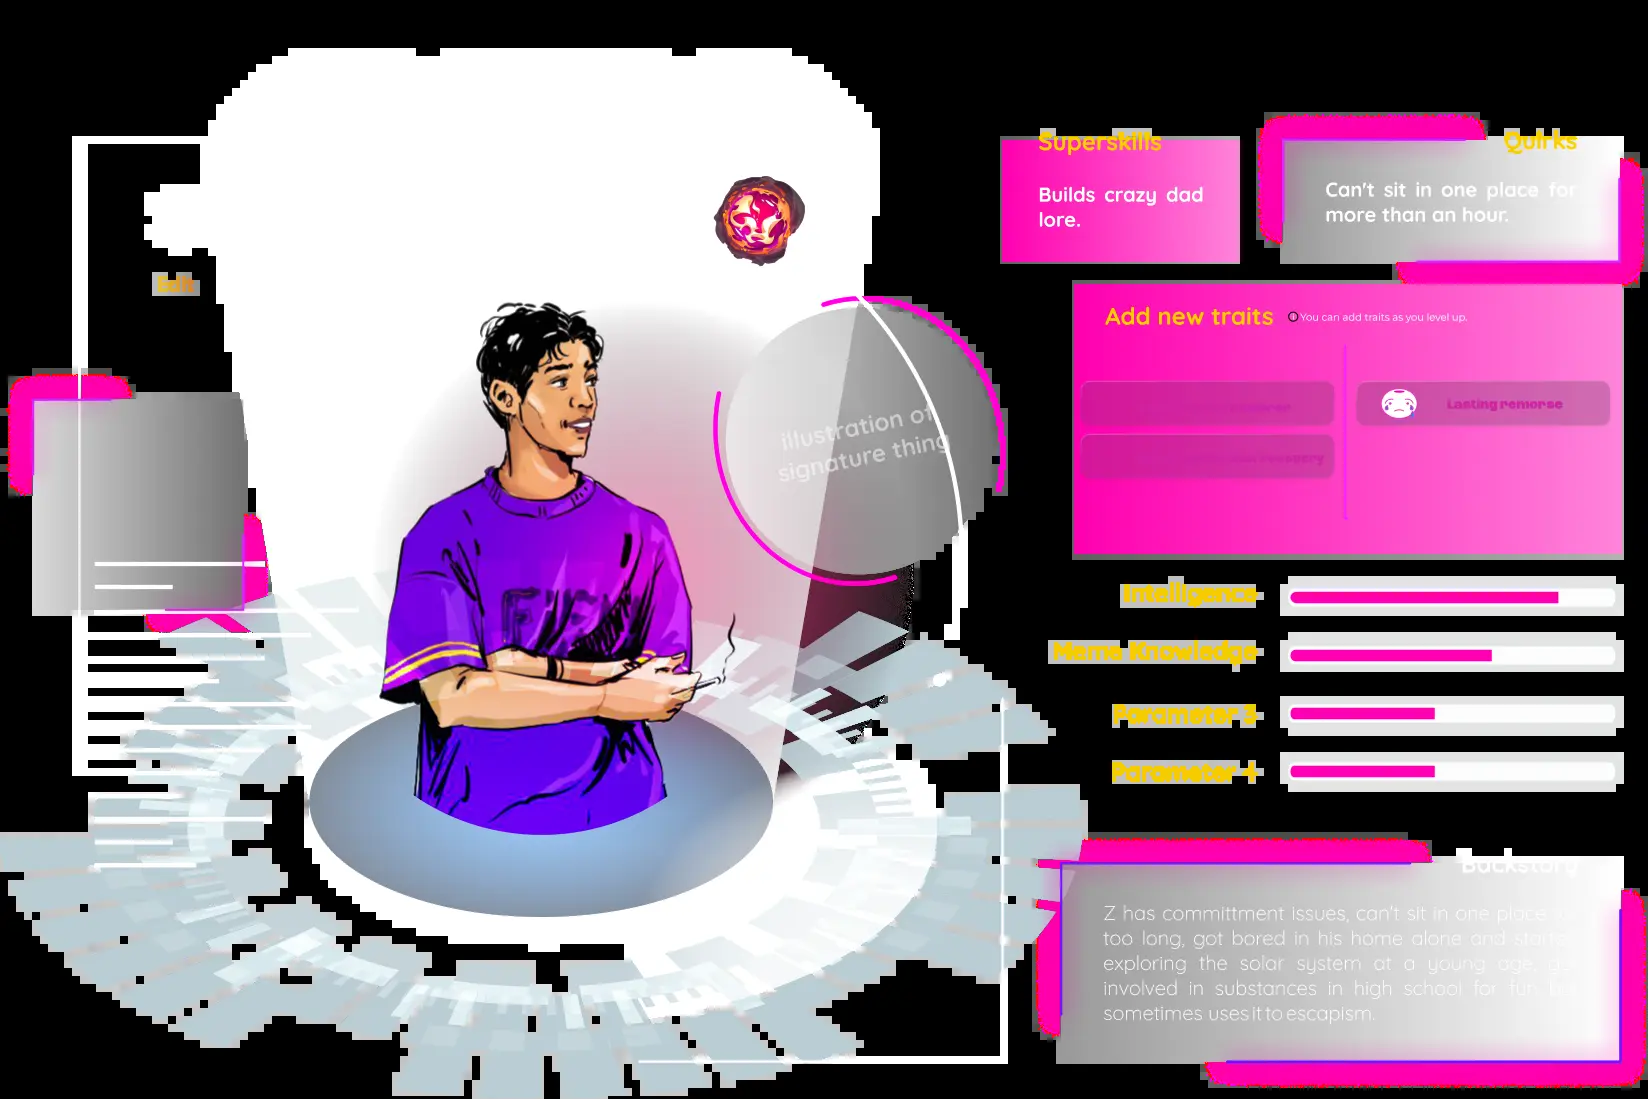 Superskills
Builds crazy dad
lore.
Quirks
Can't sit in one place for
more than an hour.
Edit
Add new traits
You can add traits as you level up.
Lasting remorse
illustration of
signature thing
Intelligence
Meme Knowledge
Parameter 3
Parameter 4
Backstory
Z has committment issues, can't sit in one place
too long, got bored in his home alone and
exploring the solar system at a young age,
involved in substances in high school for fun,
sometimes uses it to escapism.